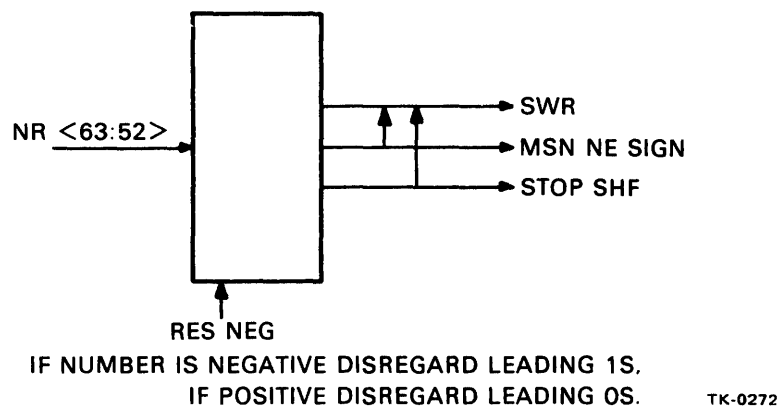 SWR
NR <63:52>
MSN NE SIGN
STOP SHF
RES NEG
IF NUMBER IS NEGATIVE DISREGARD LEADING 1S,
IF POSITIVE DISREGARD LEADING 0S.
TK-0272